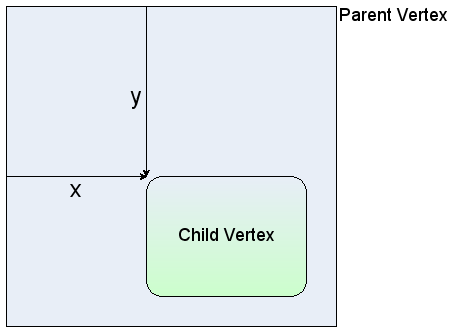 Parent Vertex
y
x
Child Vertex